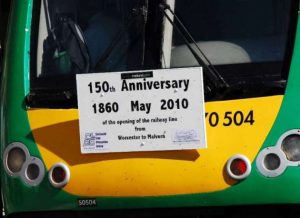 150th Anniversary
1860 May 2010
of the opening of the railway line
from
Worcester to Malvern
70 504
50504